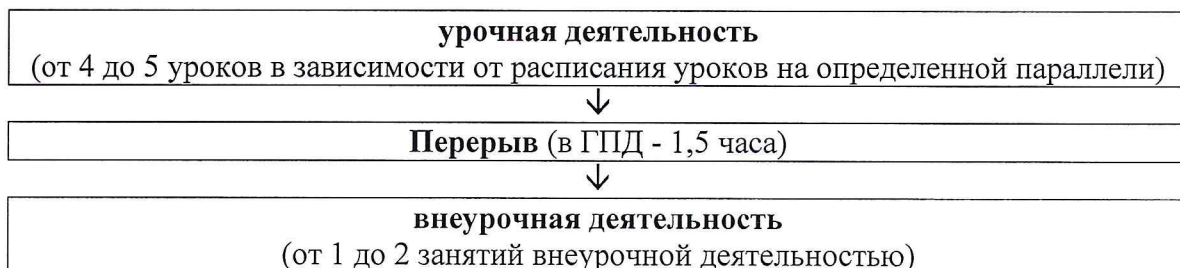 урочная деятельность
(от 4 до 5 уроков в зависимости от расписания уроков на определенной параллели)
Перерыв (в ГПД - 1,5 часа)
внеурочная деятельность
(от 1 до 2 занятий внеурочной деятельностью)